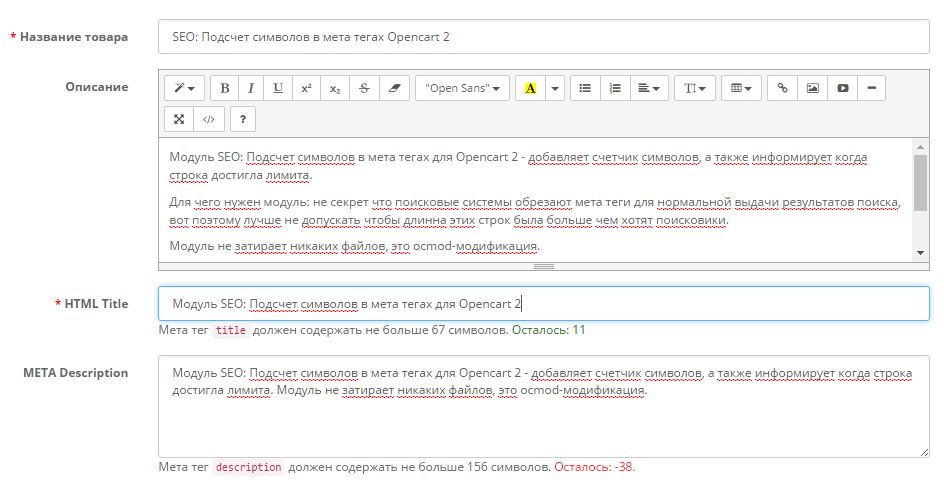 * Название товара
SEO: Подсчет символов в мета тегах Opencart 2
Описание
B I U x² x₂ S "Open Sans" A
</> ?
Модуль SEO: Подсчет символов в мета тегах для Opencart 2 - добавляет счетчик символов, а также информирует когда
строка достигла лимита.
Для чего нужен модуль: не секрет что поисковые системы обрезают мета теги для нормальной выдачи результатов поиска,
вот поэтому лучше не допускать чтобы длинна этих строк была больше чем хотят поисковики.
Модуль не затирает никаких файлов, это ocmod-модификация.
* HTML Title
Модуль SEO: Подсчет символов в мета тегах для Opencart 2
Мета тег title должен содержать не больше 67 символов. Осталось: 11
META Description
Модуль SEO: Подсчет символов в мета тегах для Opencart 2 - добавляет счетчик символов, а также информирует когда строка
достигла лимита. Модуль не затирает никаких файлов, это ocmod-модификация.
Мета тег description должен содержать не больше 156 символов. Осталось: -38.